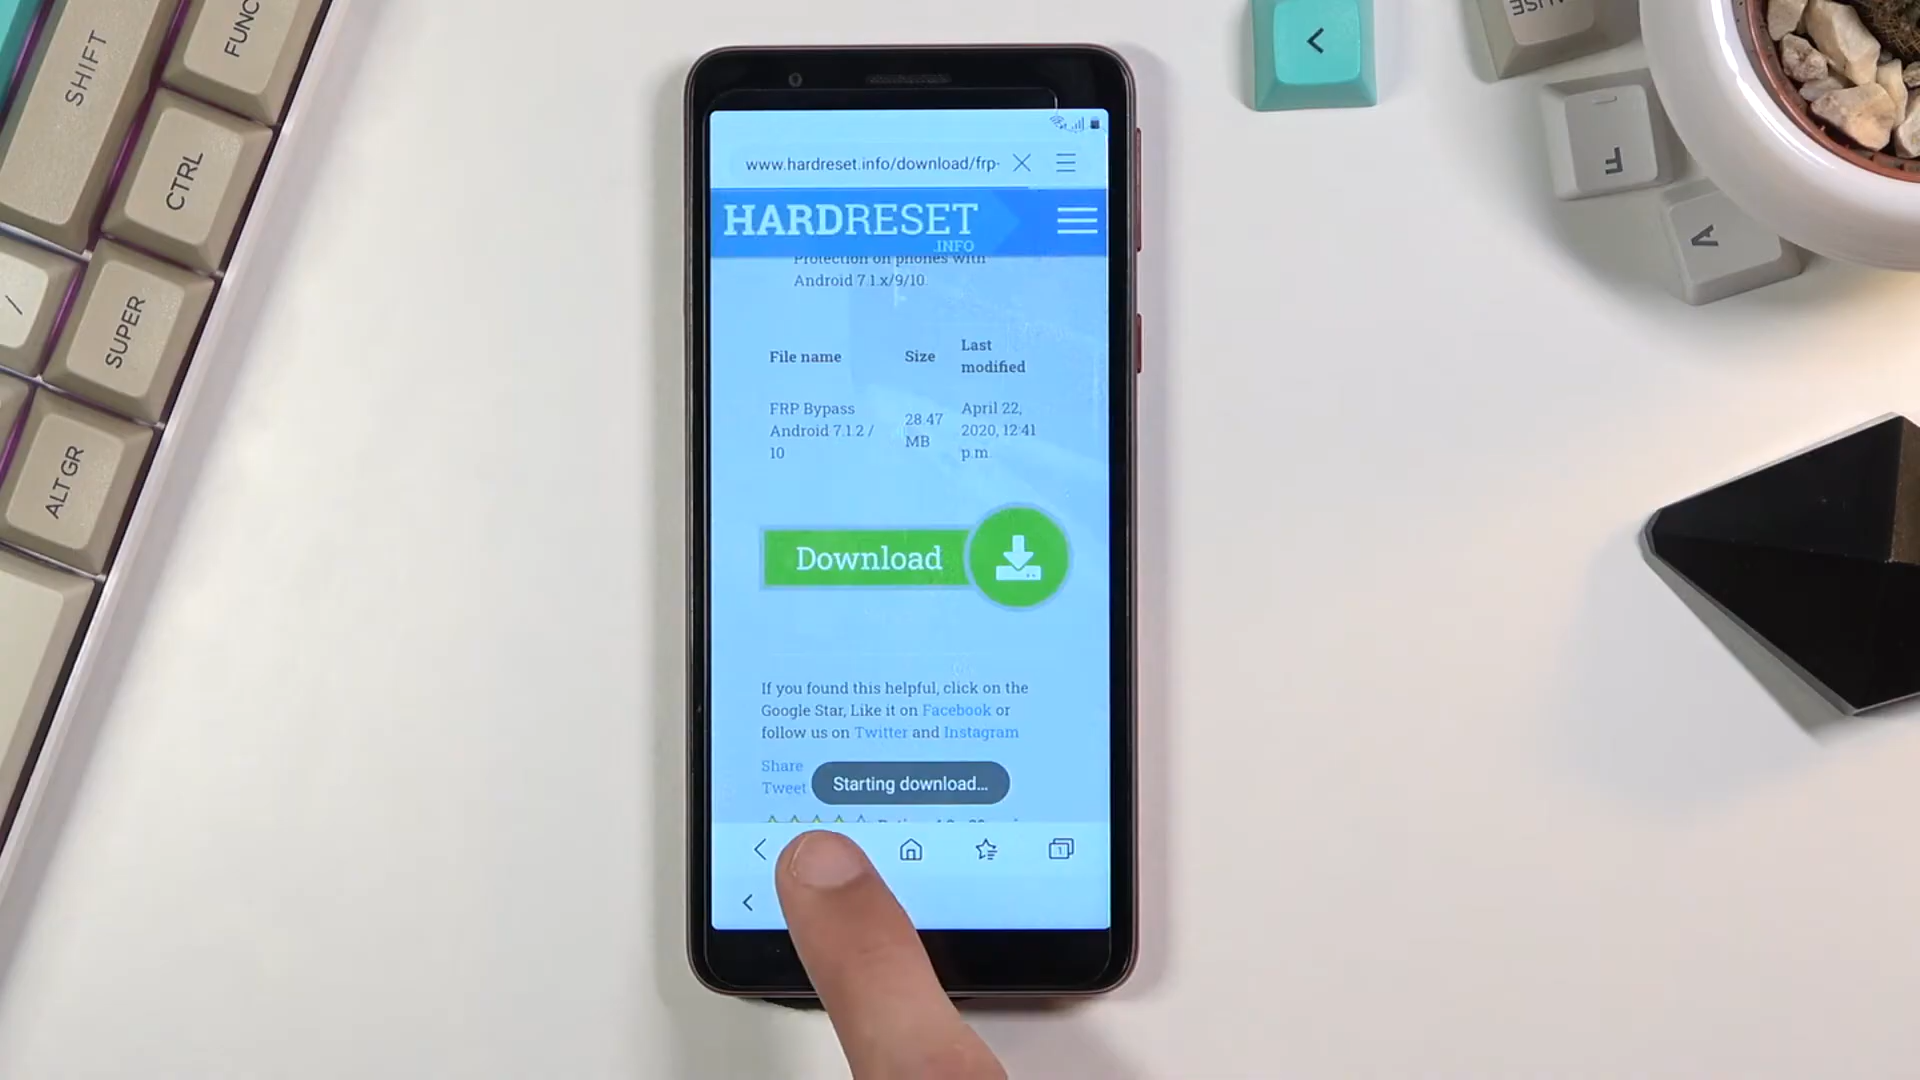 SHIFT
FUNC
CTRL
SUPER
ALT GR
/
<
F
A
www.hardreset.info/download/frp-
HARDRESET
.INFO
Protection on phones with
Android 7.1.x/9/10.
File name
Size
Last
modified
FRP Bypass
Android 7.1.2 /
10
28.47
MB
April 22,
2020, 12:41
p.m.
Download
If you found this helpful, click on the
Google Star, Like it on Facebook or
follow us on Twitter and Instagram
Share
Tweet
Starting download...
1